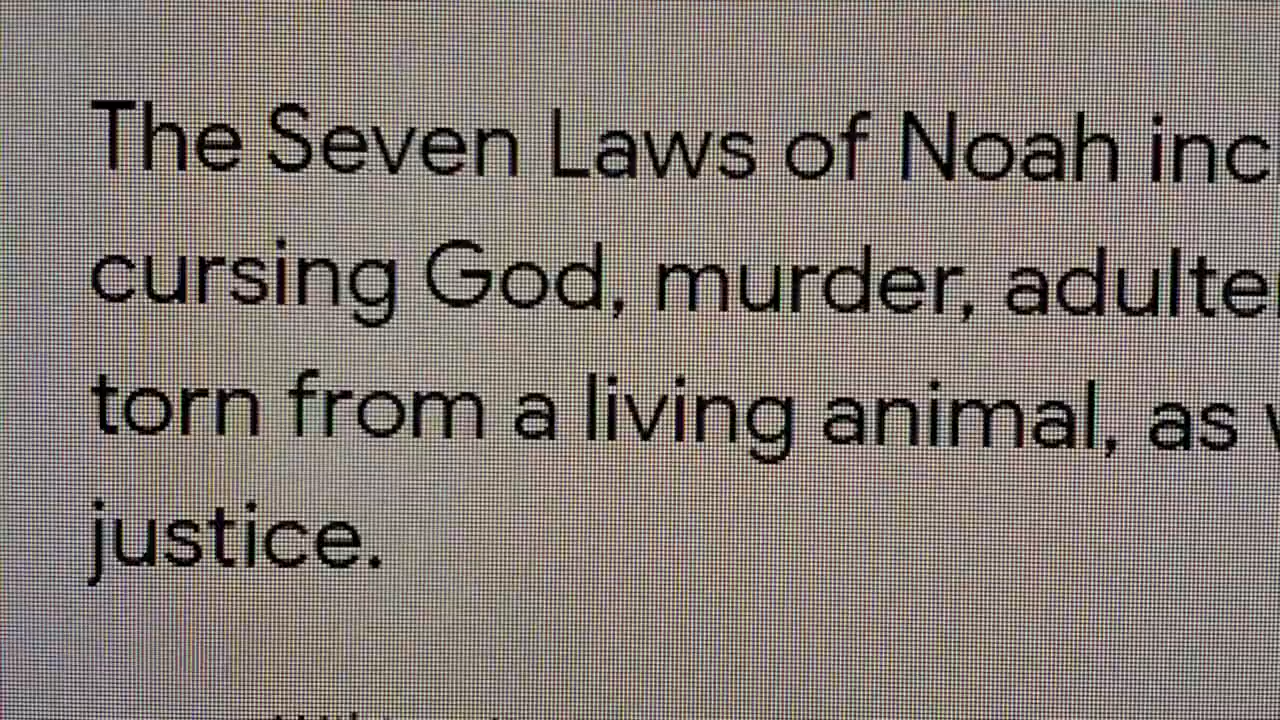 The Seven Laws of Noah inc
cursing God, murder, adulte
torn from a living animal, as
justice.